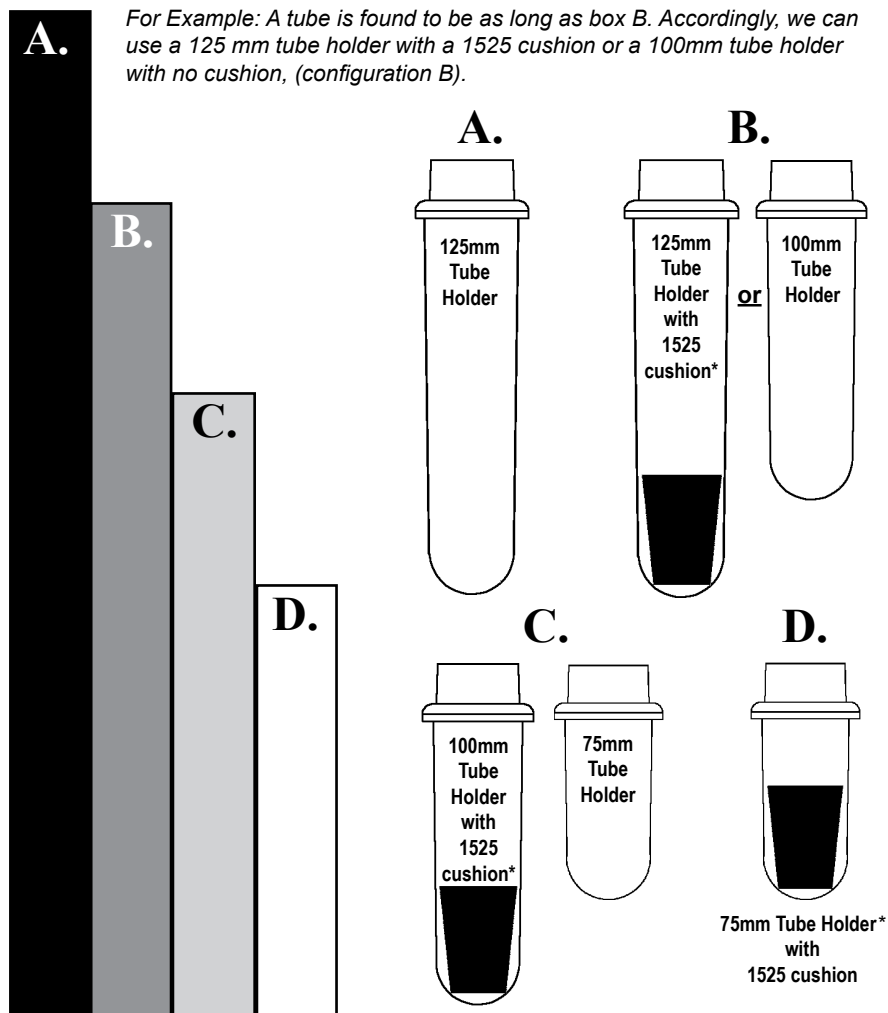 For Example: A tube is found to be as long as box B. Accordingly, we can
use a 125 mm tube holder with a 1525 cushion or a 100mm tube holder
with no cushion, (configuration B).
A.
B.
C.
D.
A.
125mm
Tube
Holder
B.
125mm
Tube
Holder
with
1525
cushion*
or
100mm
Tube
Holder
C.
100mm
Tube
Holder
with
1525
cushion*
75mm
Tube
Holder
D.
75mm Tube Holder*
with
1525 cushion